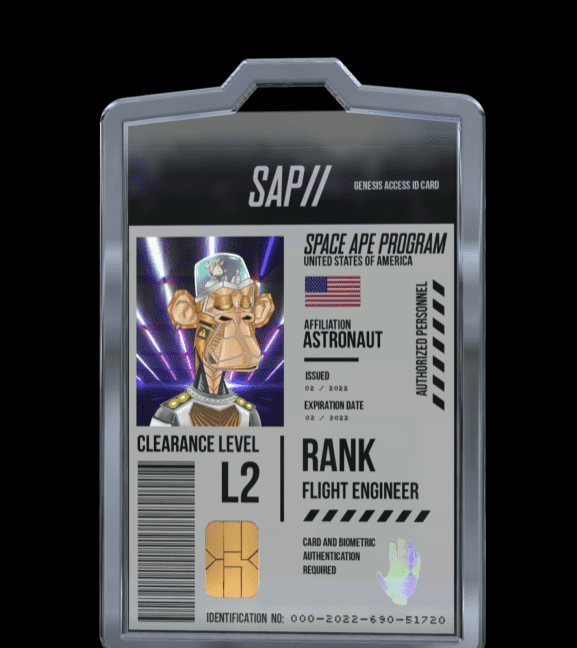 SAP//
GENESIS ACCESS ID CARD
SPACE APE PROGRAM
UNITED STATES OF AMERICA
AFFILIATION
ASTRONAUT
ISSUED
02 / 2022
EXPIRATION DATE
02 / 3022
AUTHORIZED PERSONNEL
CLEARANCE LEVEL
L2
RANK
FLIGHT ENGINEER
CARD AND BIOMETRIC
AUTHENTICATION
REQUIRED
IDENTIFICATION NO: 000-2022-690-51720